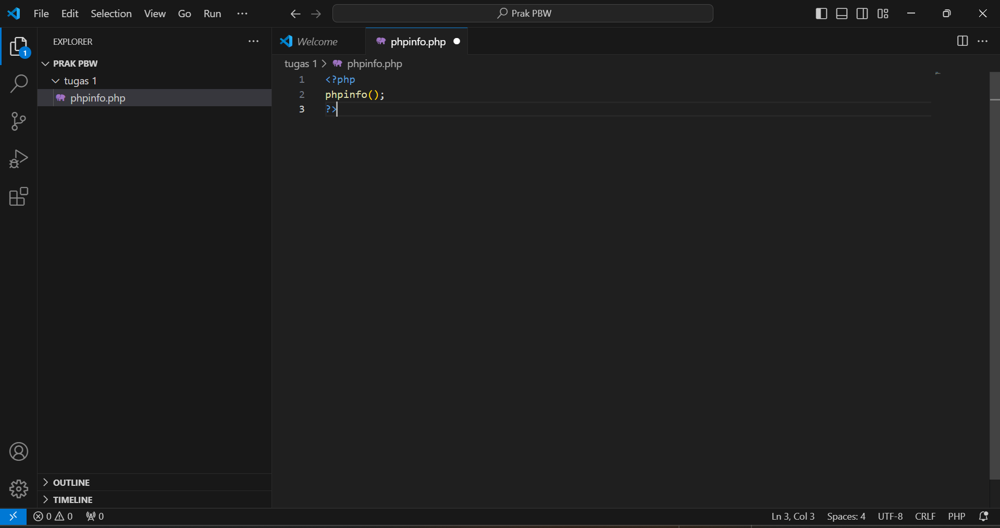 File Edit Selection View Go Run ··· Prak PBW
EXPLORER ···
Welcome phpinfo.php
1
PRAK PBW
tugas 1
phpinfo.php
tugas 1 > phpinfo.php
1 <?php
2 phpinfo();
3 ?>
OUTLINE
TIMELINE
0 0 0 Ln 3, Col 3 Spaces: 4 UTF-8 CRLF PHP